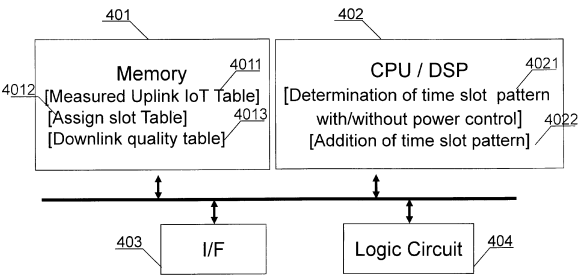 401
402
Memory
4011
4012
[Measured Uplink IoT Table]
[Assign slot Table]
4013
[Downlink quality table]
CPU / DSP
4021
[Determination of time slot pattern
with/without power control]
[Addition of time slot pattern]
4022
403
I/F
Logic Circuit
404